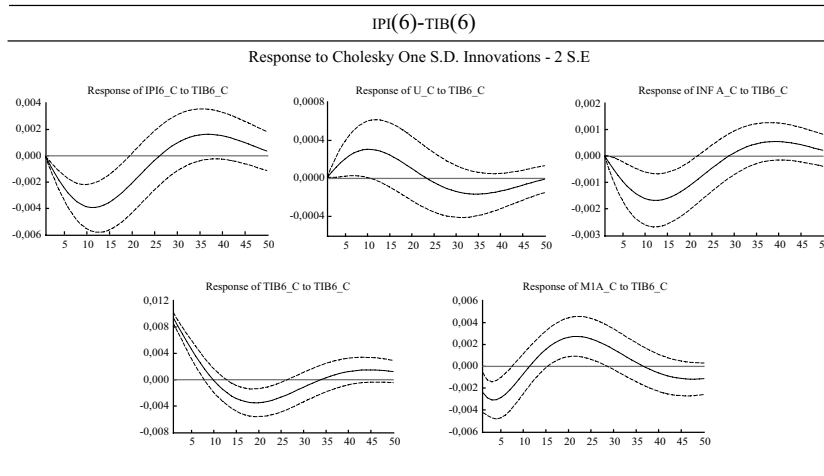 IPI(6)-TIB(6)
Response to Cholesky One S.D. Innovations - 2 S.E
Response of IPI6_C to TIB6_C
0,004
0,002
0,000
-0,002
-0,004
-0,006
5 10 15 20 25 30 35 40 45 50
Response of U_C to TIB6_C
0,0008
0,0004
0,0000
-0,0004
5 10 15 20 25 30 35 40 45 50
Response of INF A_C to TIB6_C
0,002
0,001
0,000
-0,001
-0,002
-0,003
5 10 15 20 25 30 35 40 45 50
Response of TIB6_C to TIB6_C
0,012
0,008
0,004
0,000
-0,004
-0,008
5 10 15 20 25 30 35 40 45 50
Response of M1A_C to TIB6_C
0,006
0,004
0,002
0,000
-0,002
-0,004
-0,006
5 10 15 20 25 30 35 40 45 50